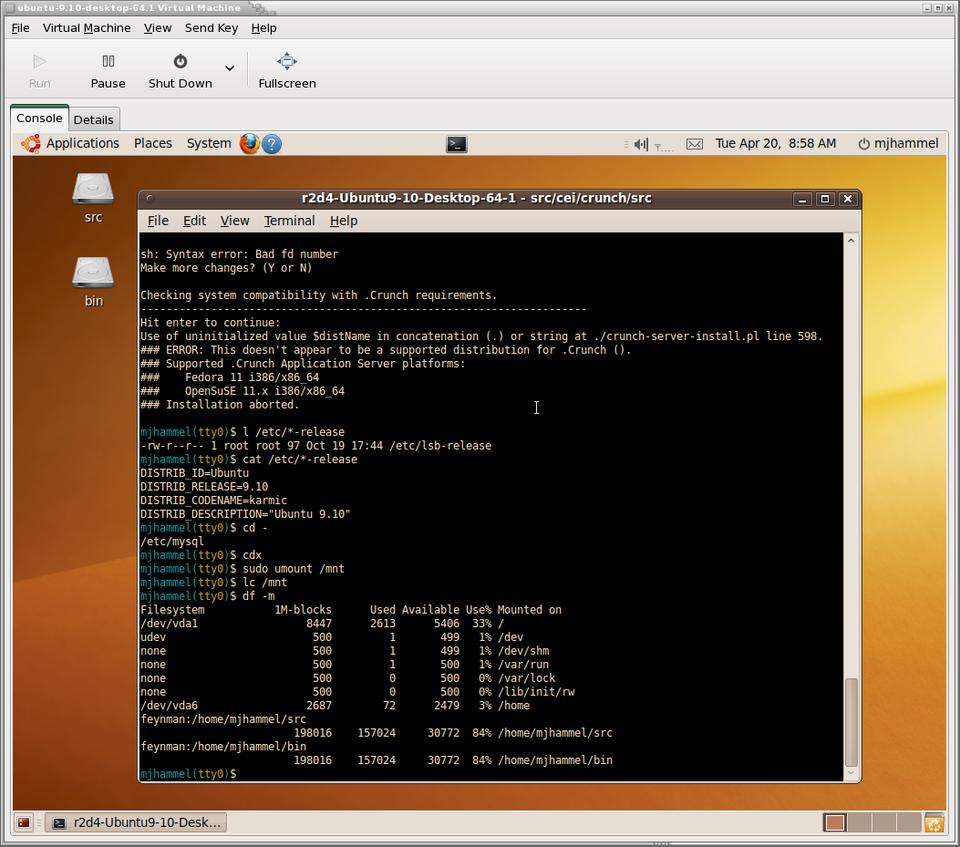 ubuntu-9.10-desktop-64.1 Virtual Machine
File Virtual Machine View Send Key Help
Run Pause Shut Down Fullscreen
Console Details
Applications Places System Tue Apr 20, 8:58 AM mjhammel
src
bin
r2d4-Ubuntu9-10-Desktop-64-1 - src/cei/crunch/src
File Edit View Terminal Help
sh: Syntax error: Bad fd number
Make more changes? (Y or N)
Checking system compatibility with .Crunch requirements.
----------------------------------------------------------------------
Hit enter to continue:
Use of uninitialized value $distName in concatenation (.) or string at ./crunch-server-install.pl line 598.
### ERROR: This doesn't appear to be a supported distribution for .Crunch ().
### Supported .Crunch Application Server platforms:
###    Fedora 11 i386/x86_64
###    OpenSuSE 11.x i386/x86_64
### Installation aborted.
mjhammel(tty0)$ l /etc/*-release
-rw-r--r-- 1 root root 97 Oct 19 17:44 /etc/lsb-release
mjhammel(tty0)$ cat /etc/*-release
DISTRIB_ID=Ubuntu
DISTRIB_RELEASE=9.10
DISTRIB_CODENAME=karmic
DISTRIB_DESCRIPTION="Ubuntu 9.10"
mjhammel(tty0)$ cd -
/etc/mysql
mjhammel(tty0)$ cdx
mjhammel(tty0)$ sudo umount /mnt
mjhammel(tty0)$ lc /mnt
mjhammel(tty0)$ df -m
Filesystem           1M-blocks      Used Available Use% Mounted on
/dev/vda1                 8447      2613      5406  33% /
udev                       500         1       499   1% /dev
none                       500         1       499   1% /dev/shm
none                       500         1       500   1% /var/run
none                       500         0       500   0% /var/lock
none                       500         0       500   0% /lib/init/rw
/dev/vda6                 2687        72      2479   3% /home
feynman:/home/mjhammel/src
                        198016    157024     30772  84% /home/mjhammel/src
feynman:/home/mjhammel/bin
                        198016    157024     30772  84% /home/mjhammel/bin
mjhammel(tty0)$
r2d4-Ubuntu9-10-Desk...